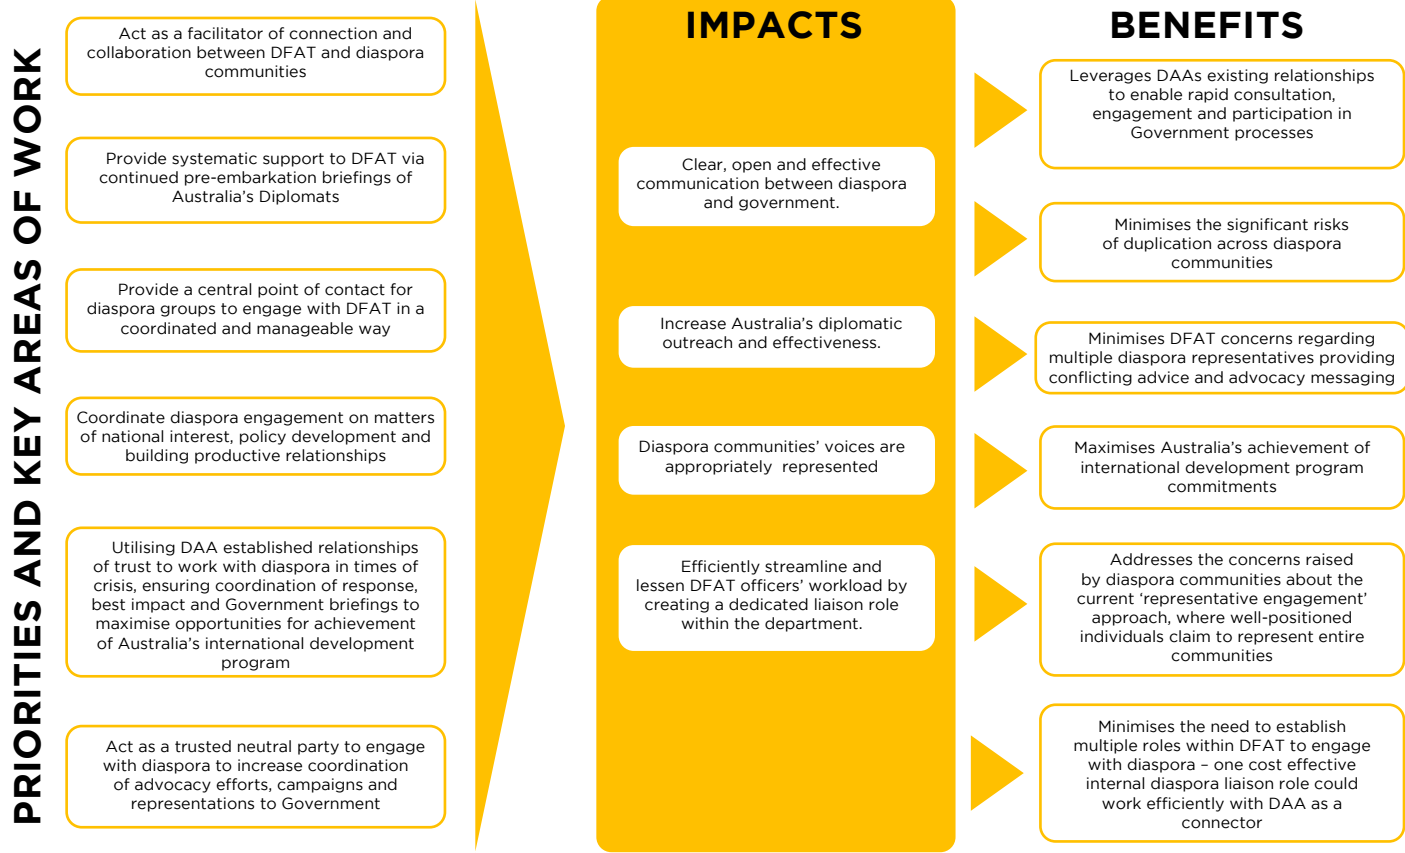 PRIORITIES AND KEY AREAS OF WORK
Act as a facilitator of connection and
collaboration between DFAT and diaspora
communities
Provide systematic support to DFAT via
continued pre-embarkation briefings of
Australia's Diplomats
Provide a central point of contact for
diaspora groups to engage with DFAT in a
coordinated and manageable way
Coordinate diaspora engagement on matters
of national interest, policy development and
building productive relationships
Utilising DAA established relationships
of trust to work with diaspora in times of
crisis, ensuring coordination of response,
best impact and Government briefings to
maximise opportunities for achievement
of Australia's international development
program
Act as a trusted neutral party to engage
with diaspora to increase coordination
of advocacy efforts, campaigns and
representations to Government
IMPACTS
Clear, open and effective
communication between diaspora
and government.
Increase Australia's diplomatic
outreach and effectiveness.
Diaspora communities' voices are
appropriately represented
Efficiently streamline and
lessen DFAT officers' workload by
creating a dedicated liaison role
within the department.
BENEFITS
Leverages DAAs existing relationships
to enable rapid consultation,
engagement and participation in
Government processes
Minimises the significant risks
of duplication across diaspora
communities
Minimises DFAT concerns regarding
multiple diaspora representatives providing
conflicting advice and advocacy messaging
Maximises Australia's achievement of
international development program
commitments
Addresses the concerns raised
by diaspora communities about the
current 'representative engagement'
approach, where well-positioned
individuals claim to represent entire
communities
Minimises the need to establish
multiple roles within DFAT to engage
with diaspora – one cost effective
internal diaspora liaison role could
work efficiently with DAA as a
connector